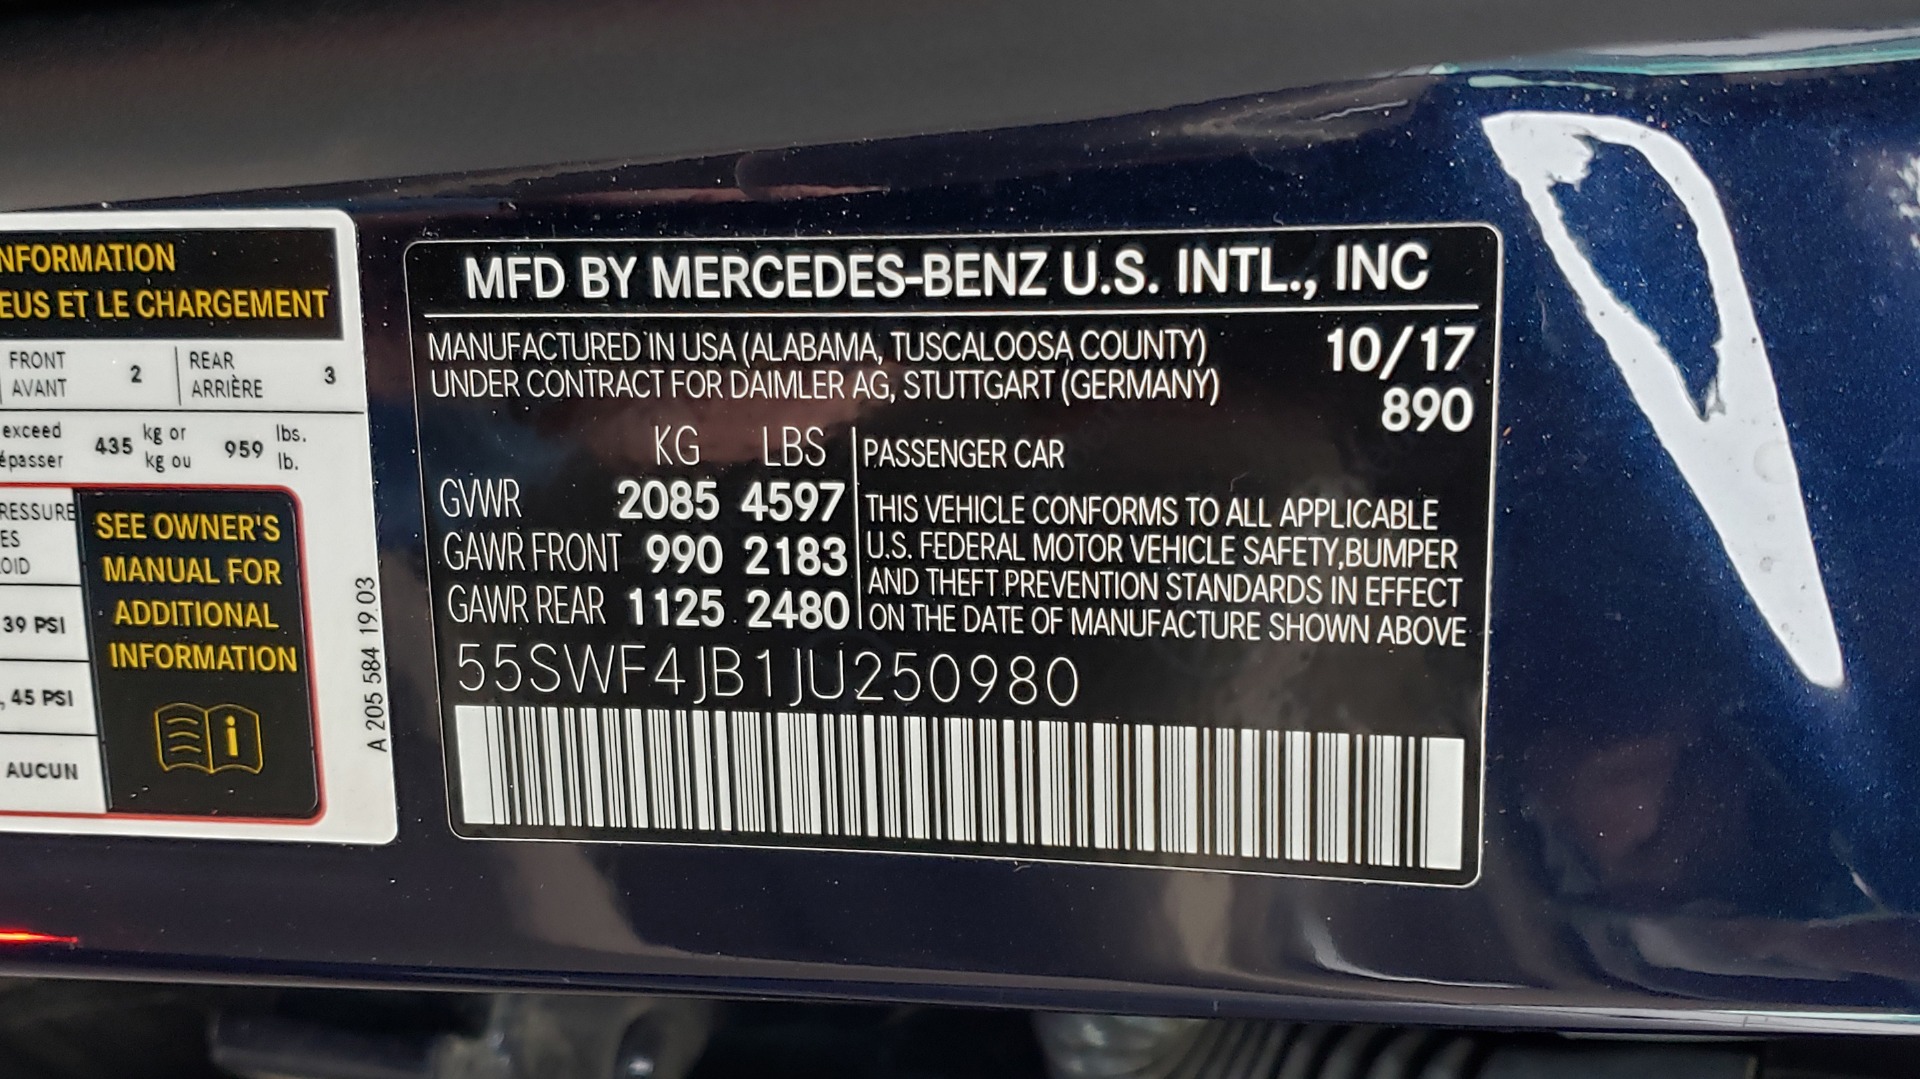 NFORMATION
EUS ET LE CHARGEMENT
FRONT
AVANT
2
REAR
ARRIÈRE
3
exceed
épasser
435
kg or
kg ou
959
lbs.
lb.
RESSURE
ES
OID
39 PSI
, 45 PSI
AUCUN
SEE OWNER'S
MANUAL FOR
ADDITIONAL
INFORMATION
A 205 584 19 03
MFD BY MERCEDES-BENZ U.S. INTL., INC
MANUFACTURED IN USA (ALABAMA, TUSCALOOSA COUNTY)
UNDER CONTRACT FOR DAIMLER AG, STUTTGART (GERMANY)
10/17
890
KG LBS
GVWR 2085 4597
GAWR FRONT 990 2183
GAWR REAR 1125 2480
PASSENGER CAR
THIS VEHICLE CONFORMS TO ALL APPLICABLE
U.S. FEDERAL MOTOR VEHICLE SAFETY,BUMPER
AND THEFT PREVENTION STANDARDS IN EFFECT
ON THE DATE OF MANUFACTURE SHOWN ABOVE
55SWF4JB1JU250980